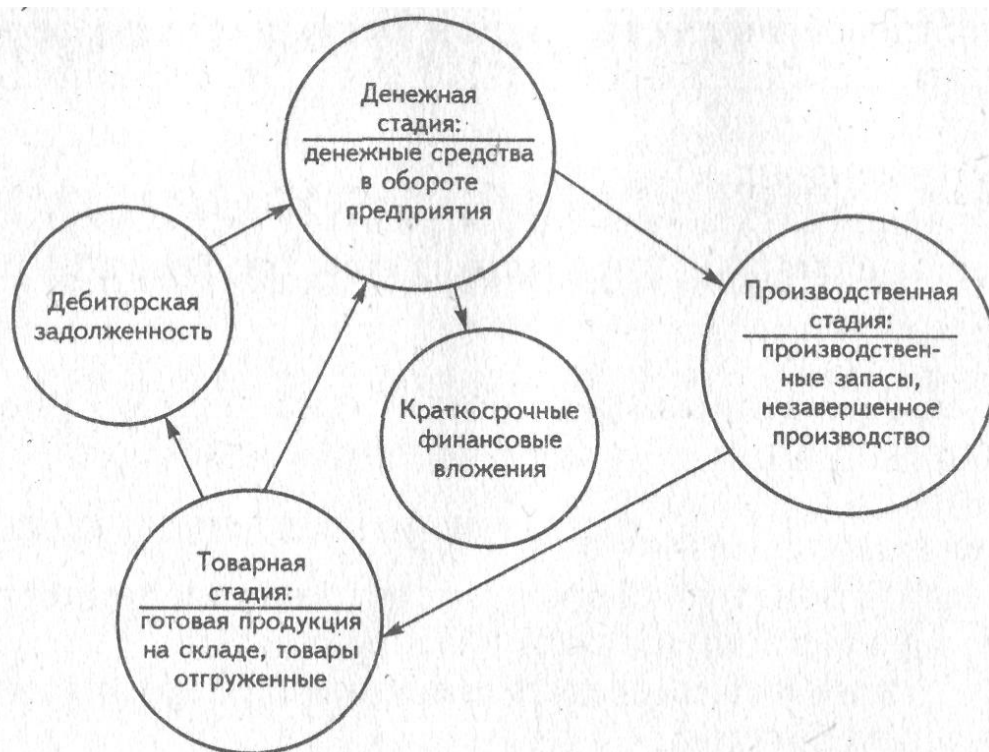 Денежная
стадия:
денежные средства
в обороте
предприятия
Дебиторская
задолженность
Производственная
стадия:
производствен-
ные запасы,
незавершенное
производство
Краткосрочные
финансовые
вложения
Товарная
стадия:
готовая продукция
на складе, товары
отгруженные